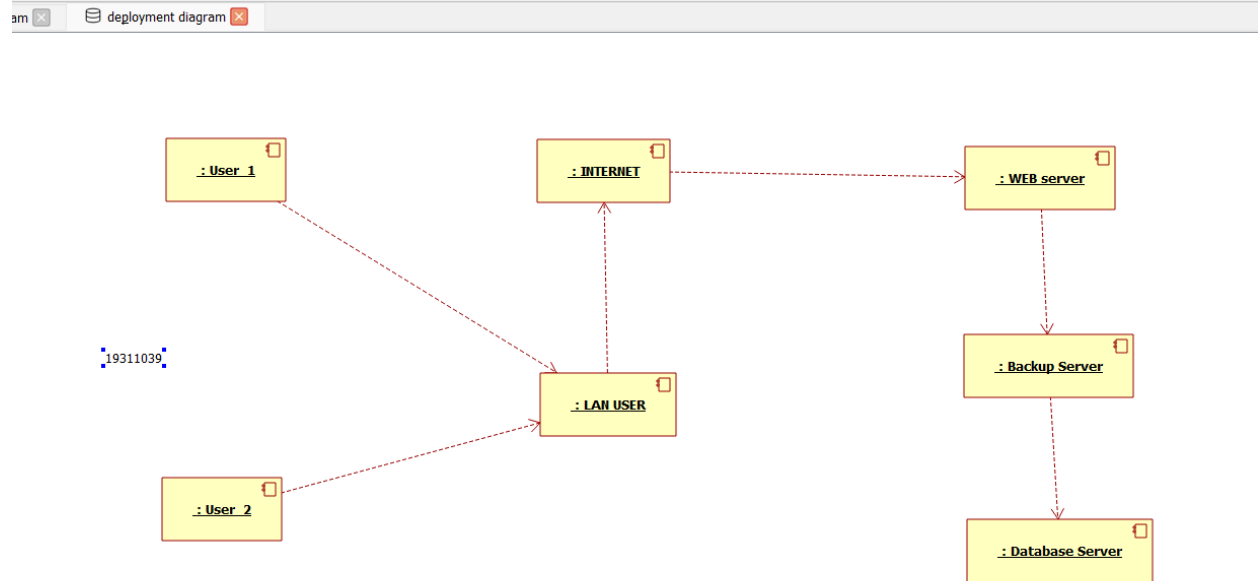 am
deployment diagram
: User_1
: INTERNET
: WEB server
19311039
: Backup Server
: LAN USER
: User_2
: Database Server